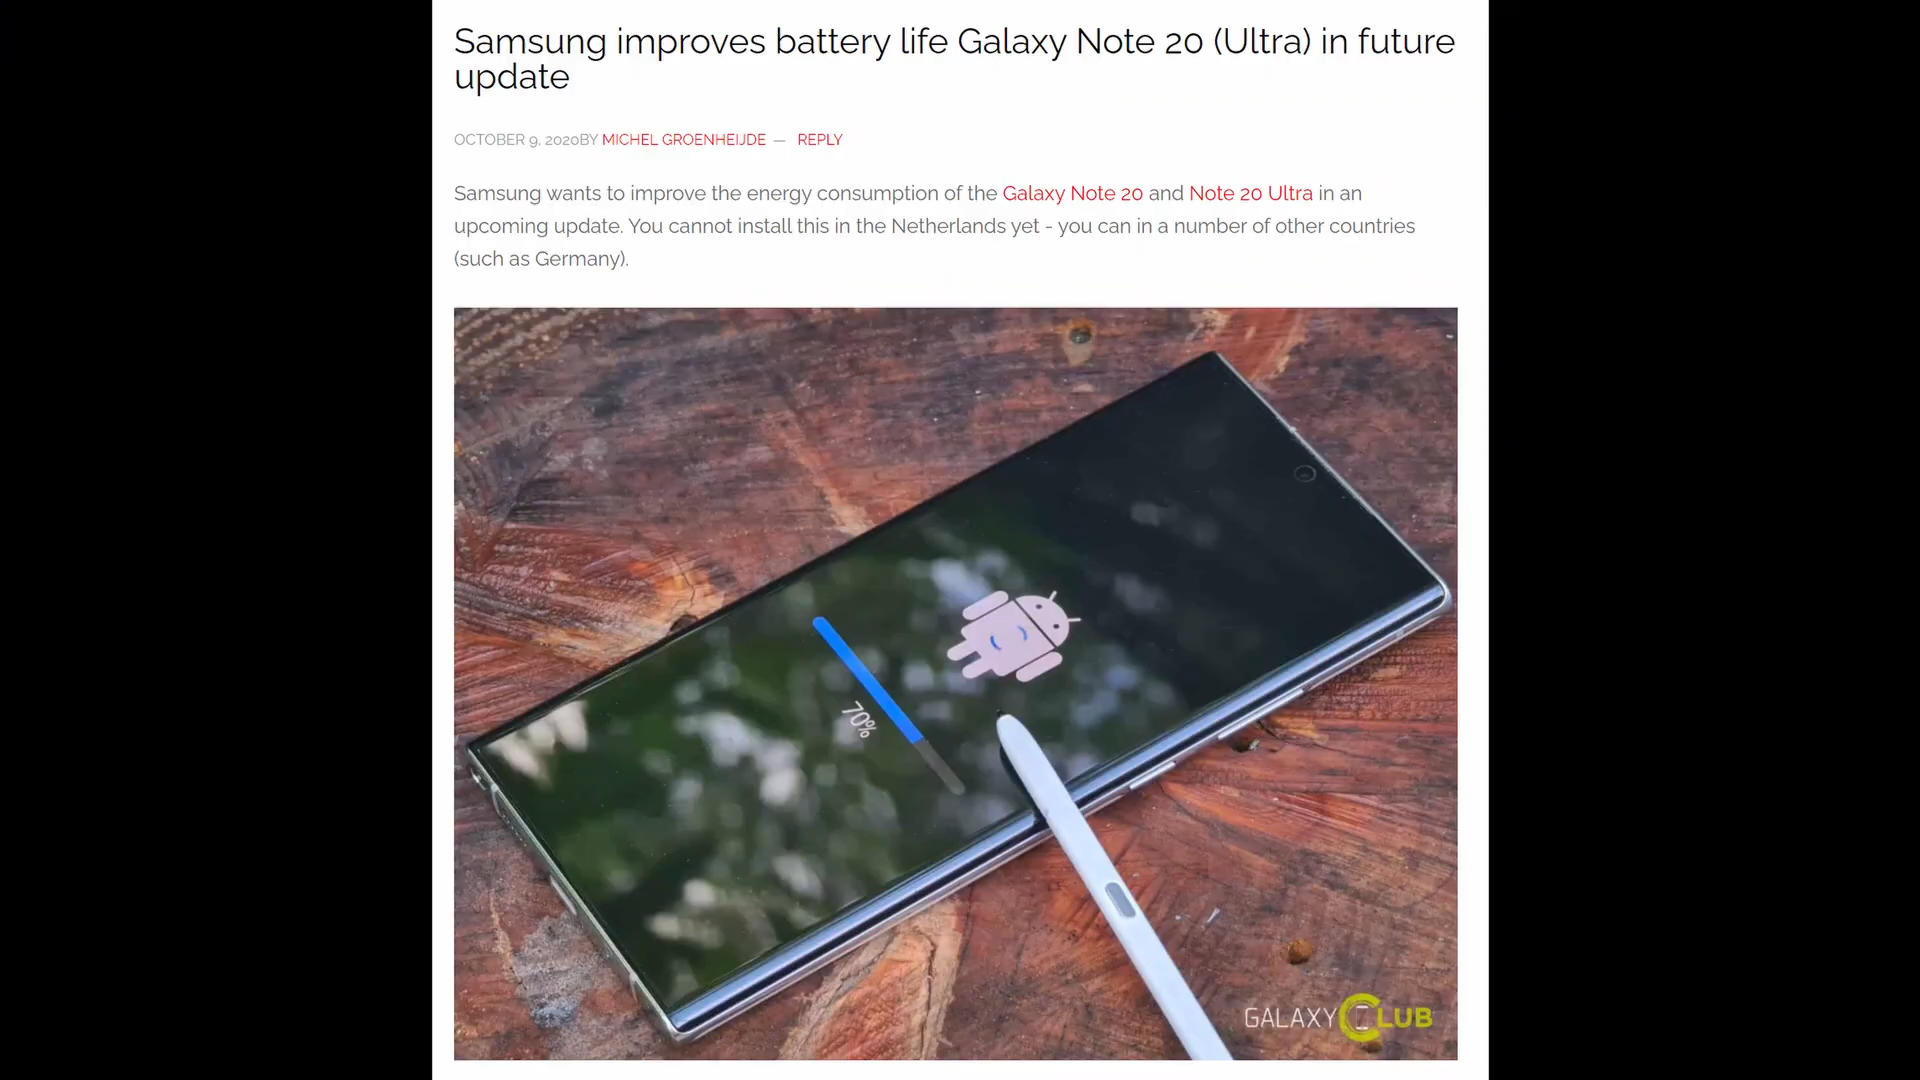 Samsung improves battery life Galaxy Note 20 (Ultra) in future
update
OCTOBER 9, 2020BY MICHEL GROENHEIJDE — REPLY
Samsung wants to improve the energy consumption of the Galaxy Note 20 and Note 20 Ultra in an
upcoming update. You cannot install this in the Netherlands yet - you can in a number of other countries
(such as Germany).
70%
GALAXY CLUB